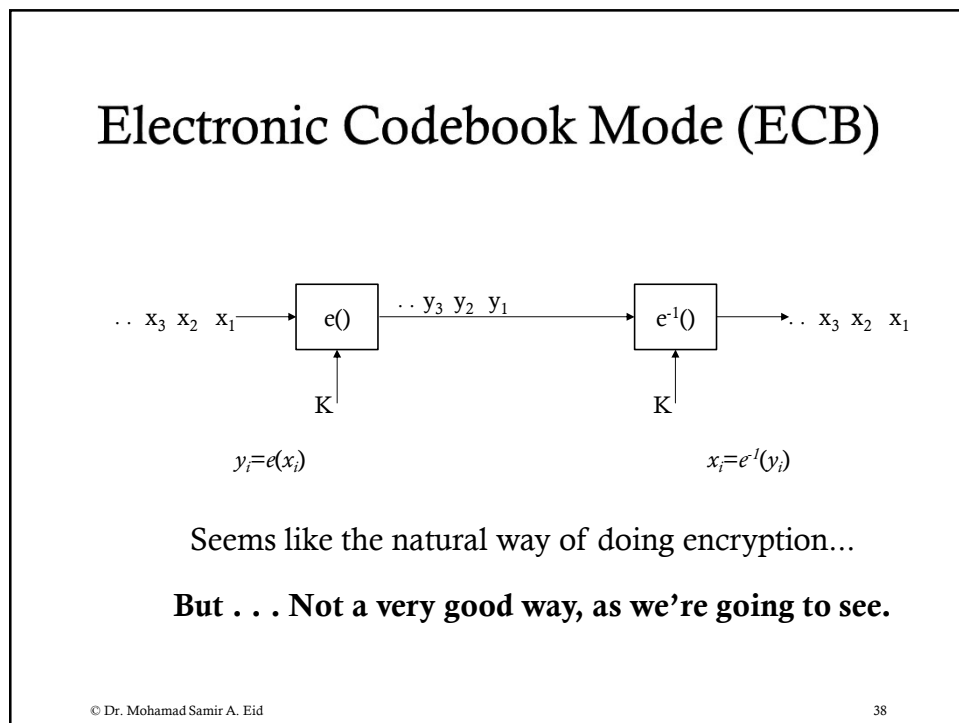 Electronic Codebook Mode (ECB)
. . x₃ x₂ x₁ e() . . y₃ y₂ y₁ e⁻¹() . . x₃ x₂ x₁
K K
yᵢ=e(xᵢ) xᵢ=e⁻¹(yᵢ)
Seems like the natural way of doing encryption...
But . . . Not a very good way, as we’re going to see.
© Dr. Mohamad Samir A. Eid 38